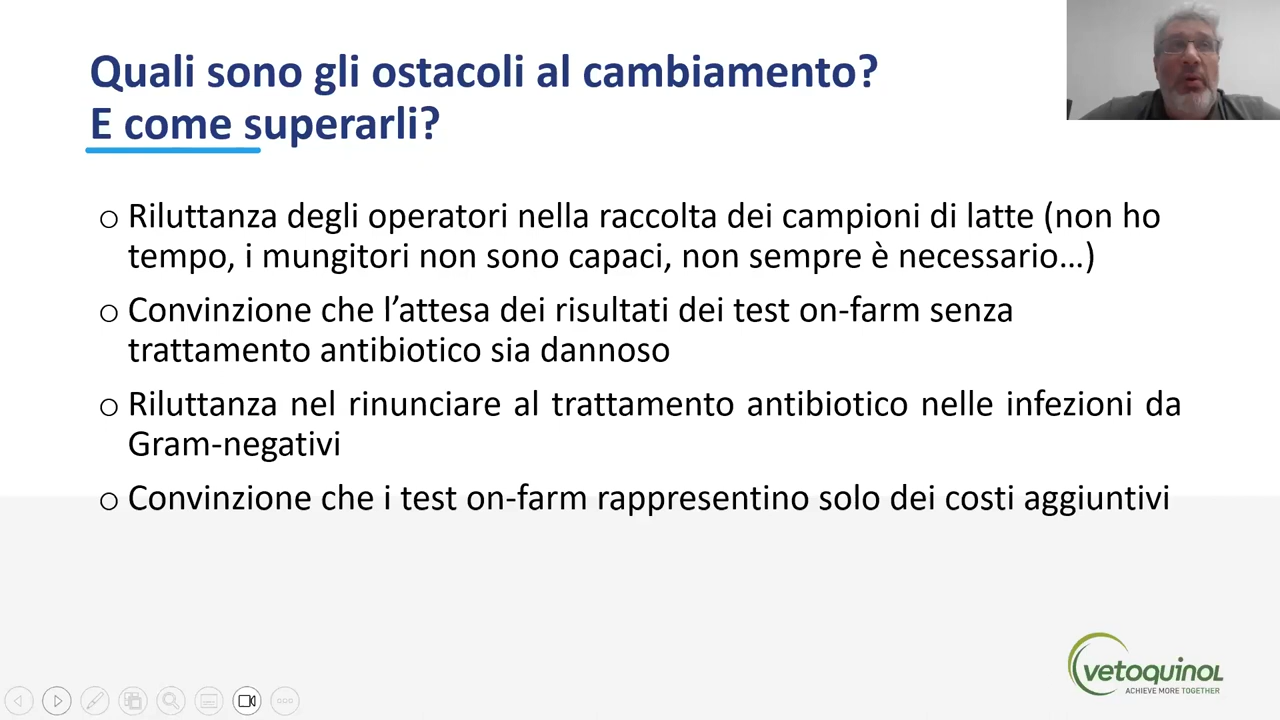 Quali sono gli ostacoli al cambiamento?
E come superarli?
o Riluttanza degli operatori nella raccolta dei campioni di latte (non ho
tempo, i mungitori non sono capaci, non sempre è necessario…)
o Convinzione che l’attesa dei risultati dei test on-farm senza
trattamento antibiotico sia dannoso
o Riluttanza nel rinunciare al trattamento antibiotico nelle infezioni da
Gram-negativi
o Convinzione che i test on-farm rappresentino solo dei costi aggiuntivi
vetoquinol
ACHIEVE MORE TOGETHER